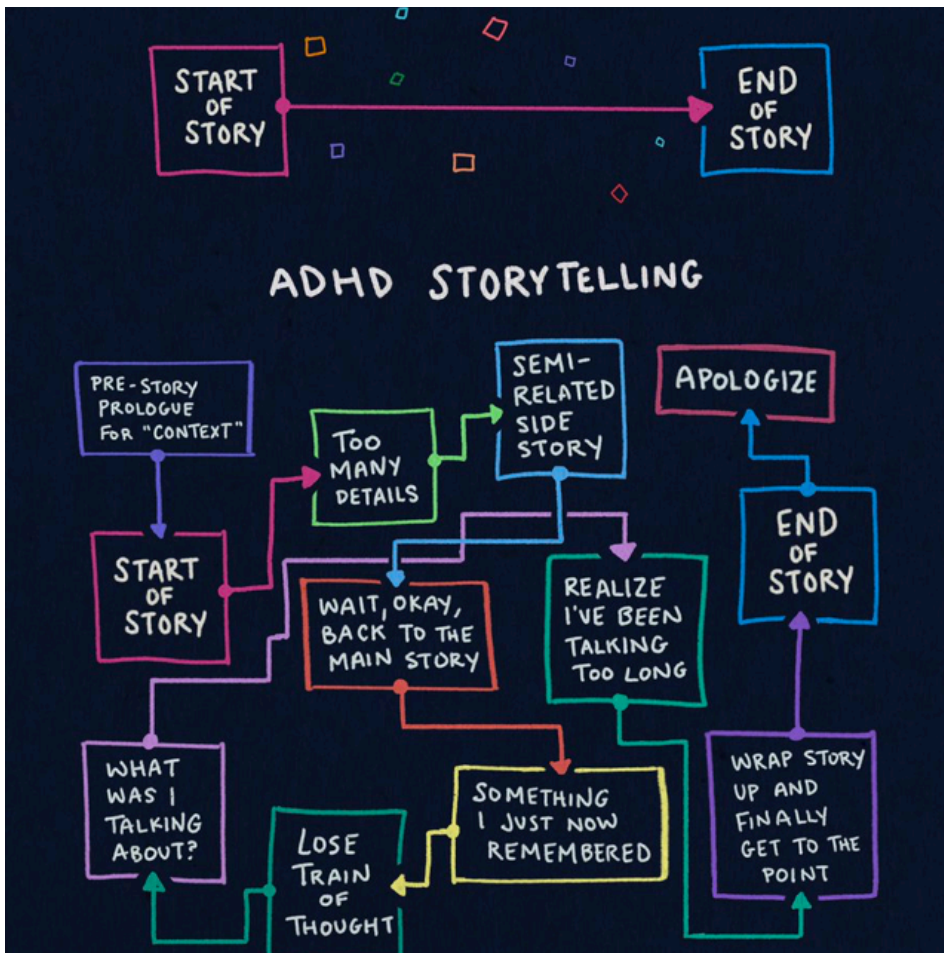 START
OF
STORY
END
OF
STORY
ADHD STORYTELLING
PRE-STORY
PROLOGUE
FOR "CONTEXT"
START
OF
STORY
TOO
MANY
DETAILS
SEMI-
RELATED
SIDE
STORY
WAIT, OKAY,
BACK TO THE
MAIN STORY
SOMETHING
I JUST NOW
REMEMBERED
LOSE
TRAIN
OF
THOUGHT
WHAT
WAS I
TALKING
ABOUT?
REALIZE
I'VE BEEN
TALKING
TOO LONG
WRAP STORY
UP AND
FINALLY
GET TO THE
POINT
END
OF
STORY
APOLOGIZE